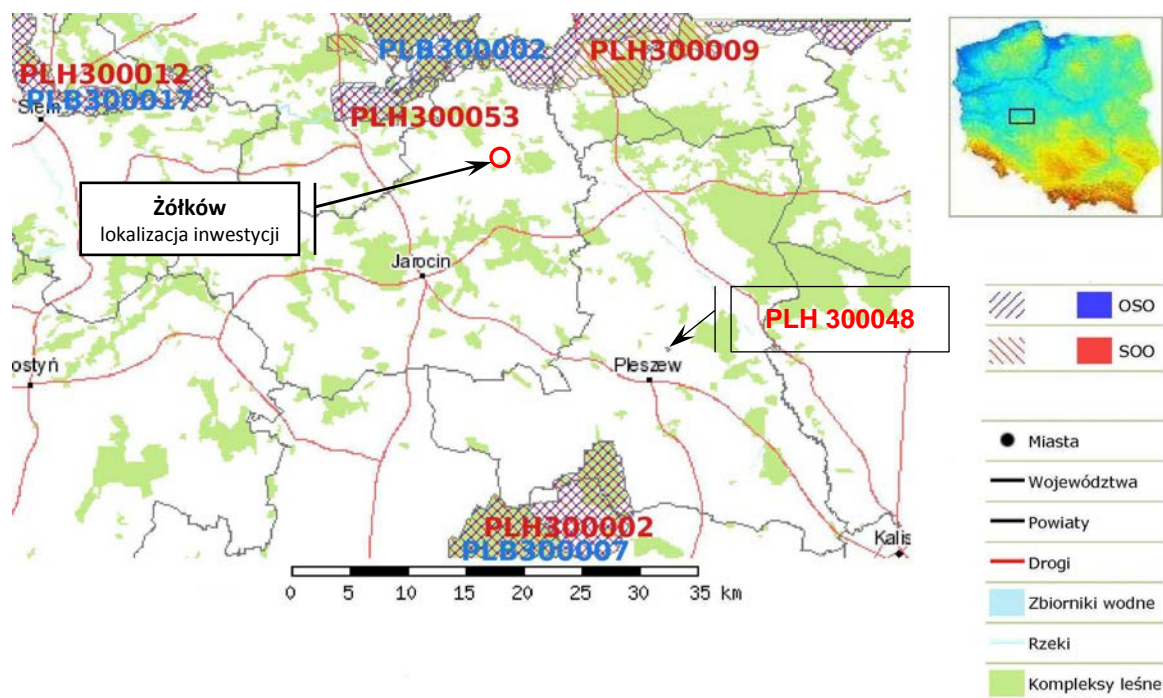 PLH300012
PLB300017
PLB300002
PLH300009
PLH300053
Siem
Żółków
lokalizacja inwestycji
Jarocin
PLH 300048
ostyń
Pleszew
PLH300002
PLB300007
Kalis
0 5 10 15 20 25 30 35 km
OSO
SOO
Miasta
Województwa
Powiaty
Drogi
Zbiorniki wodne
Rzeki
Kompleksy leśne